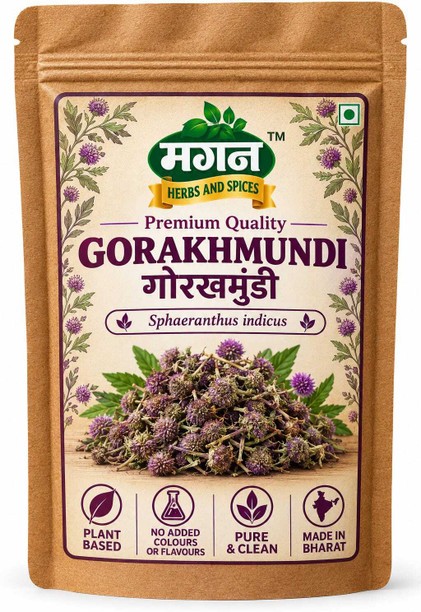 मगन
TM
HERBS AND SPICES
Premium Quality
GORAKHMUNDI
गोरखमुंडी
Sphaeranthus indicus
PLANT
BASED
NO ADDED
COLOURS
OR FLAVOURS
PURE
& CLEAN
MADE IN
BHARAT